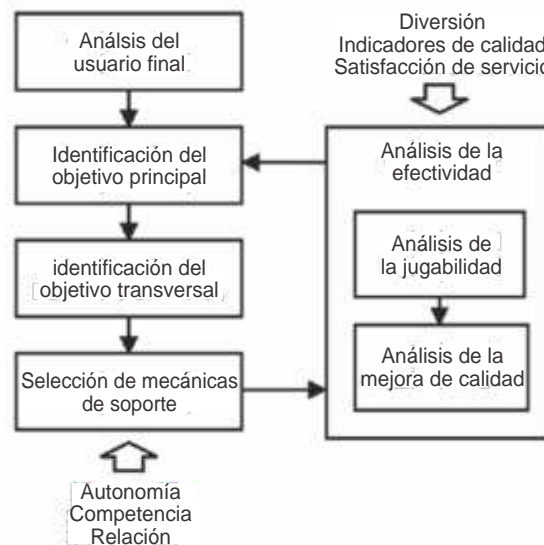 Análsis del
usuario final
Identificación del
objetivo principal
identificación del
objetivo transversal
Selección de mecánicas
de soporte
Autonomía
Competencia
Relación
Diversión
Indicadores de calidad
Satisfacción de servicio
Análisis de la
efectividad
Análisis de
la jugabilidad
Análisis de la
mejora de calidad